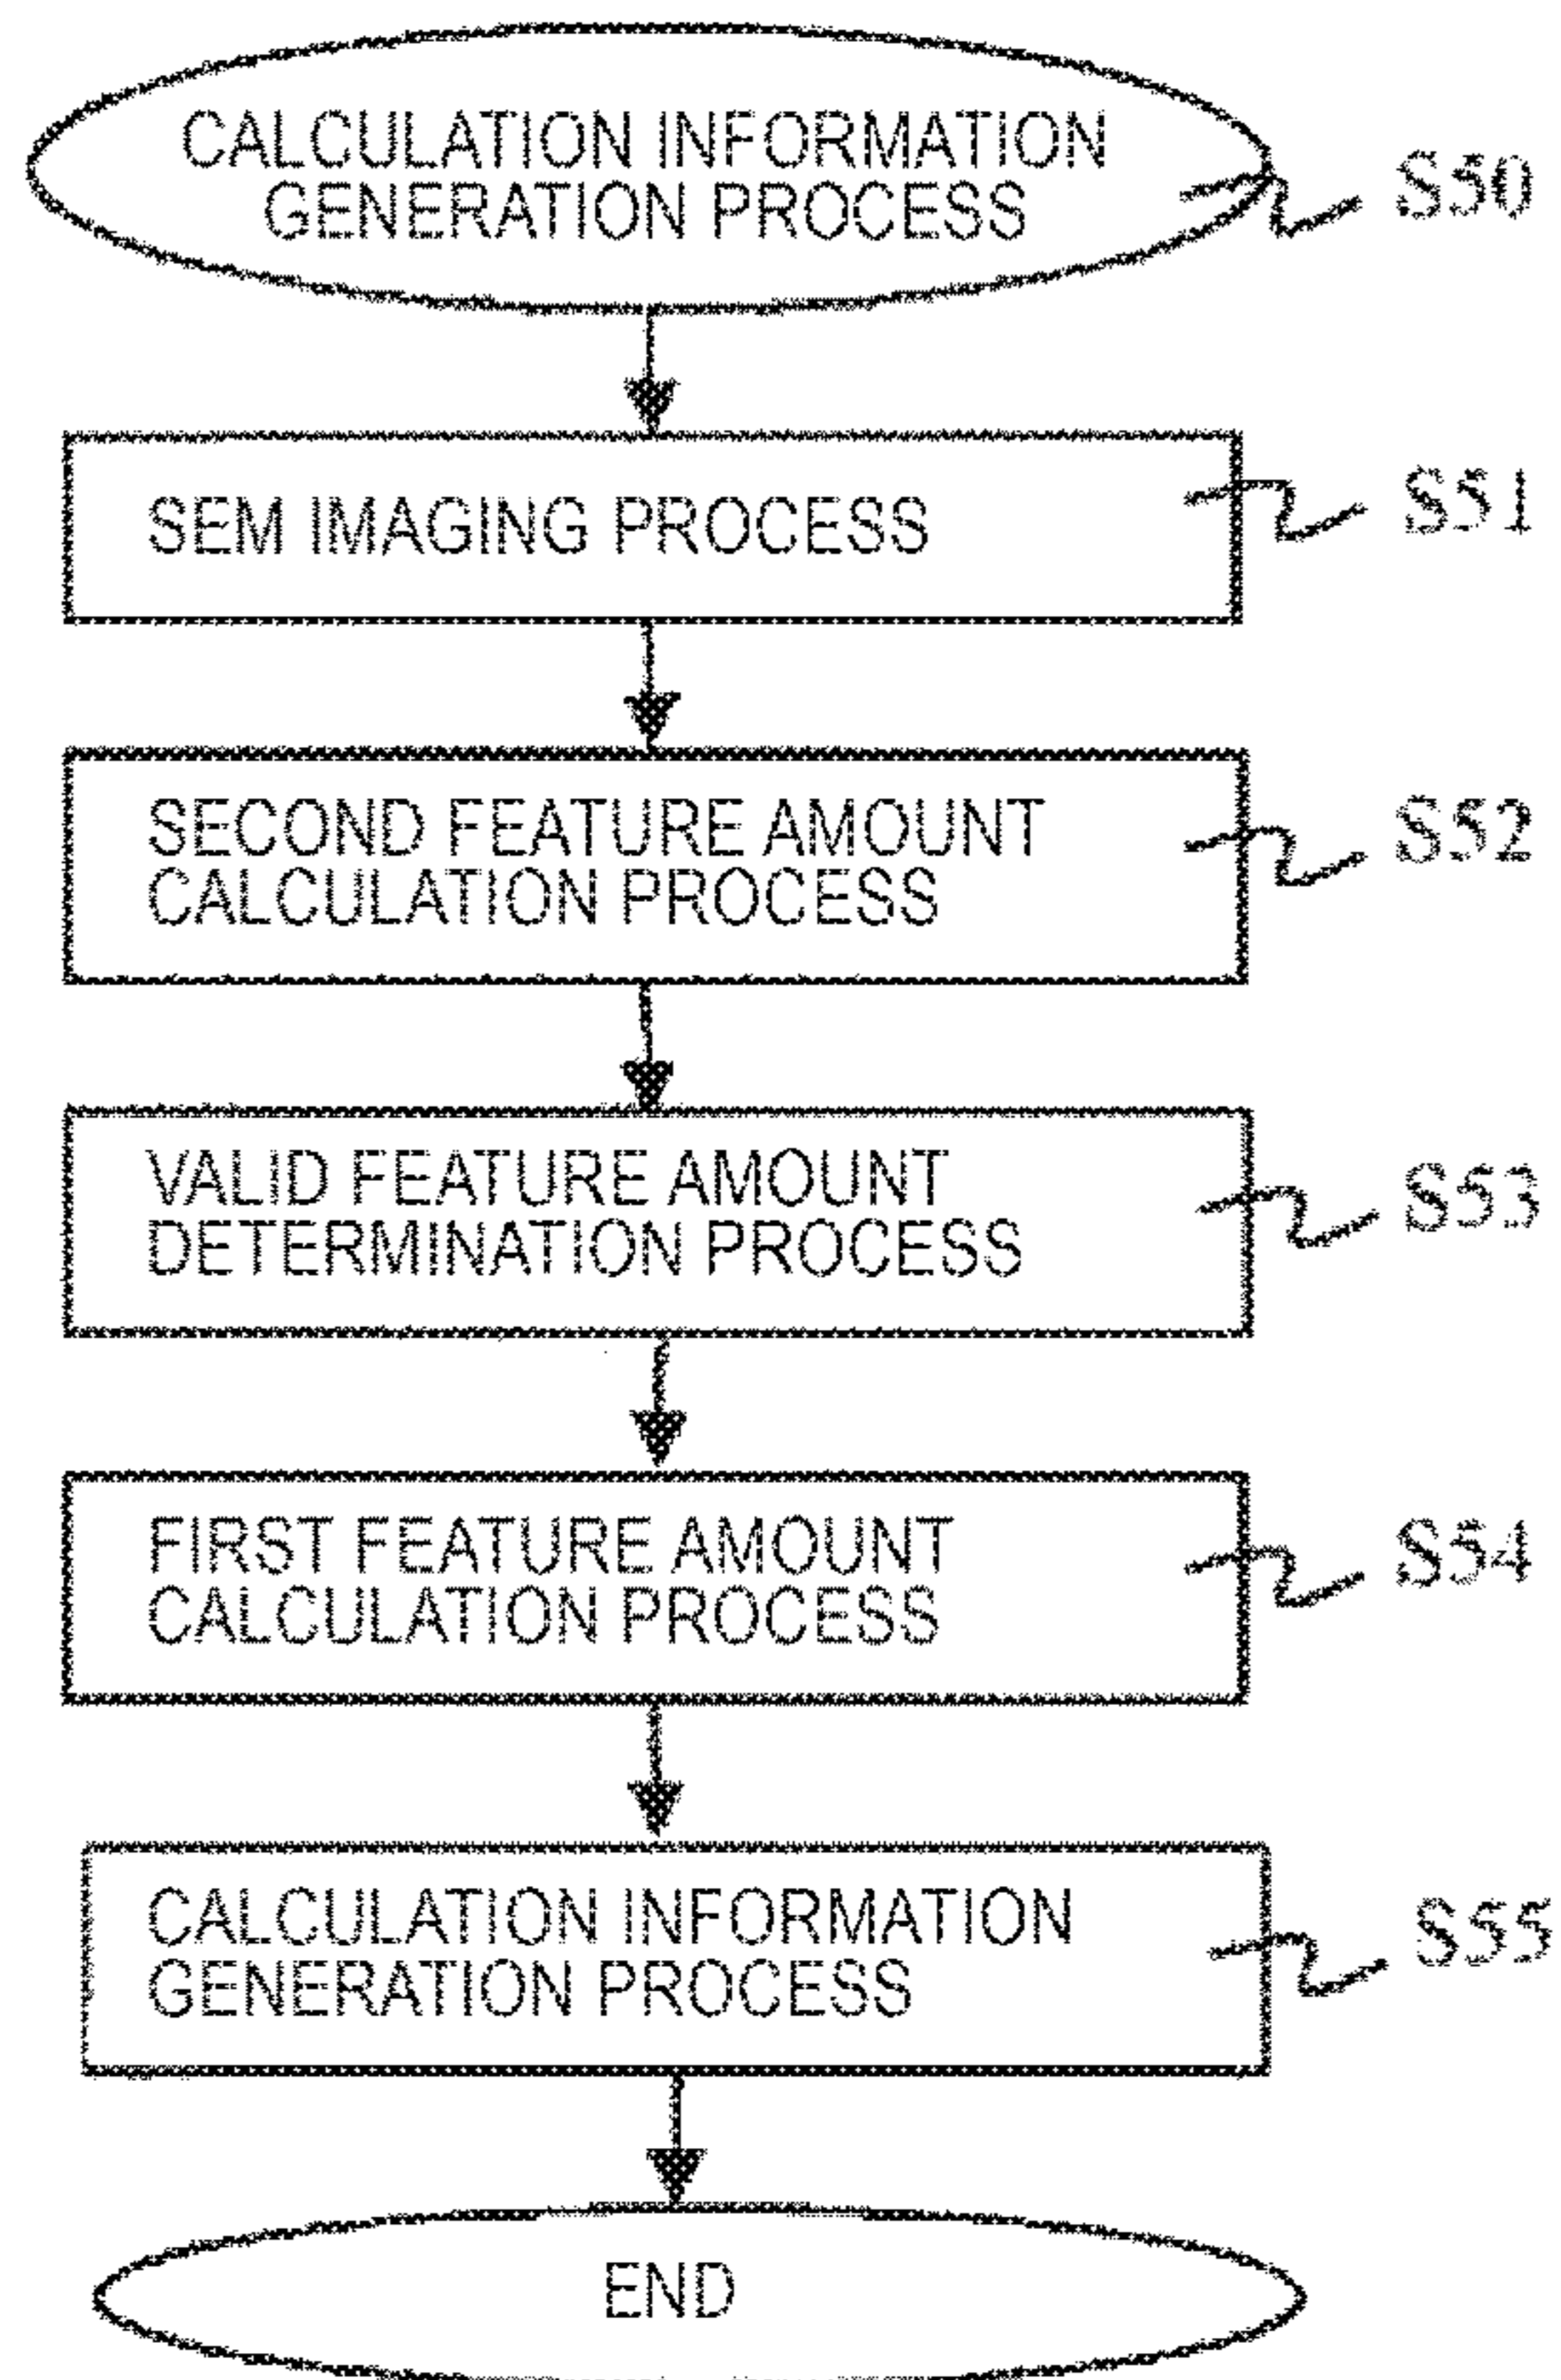 CALCULATION INFORMATION
GENERATION PROCESS
S50
SEM IMAGING PROCESS
S51
SECOND FEATURE AMOUNT
CALCULATION PROCESS
S52
VALID FEATURE AMOUNT
DETERMINATION PROCESS
S53
FIRST FEATURE AMOUNT
CALCULATION PROCESS
S54
CALCULATION INFORMATION
GENERATION PROCESS
S55
END